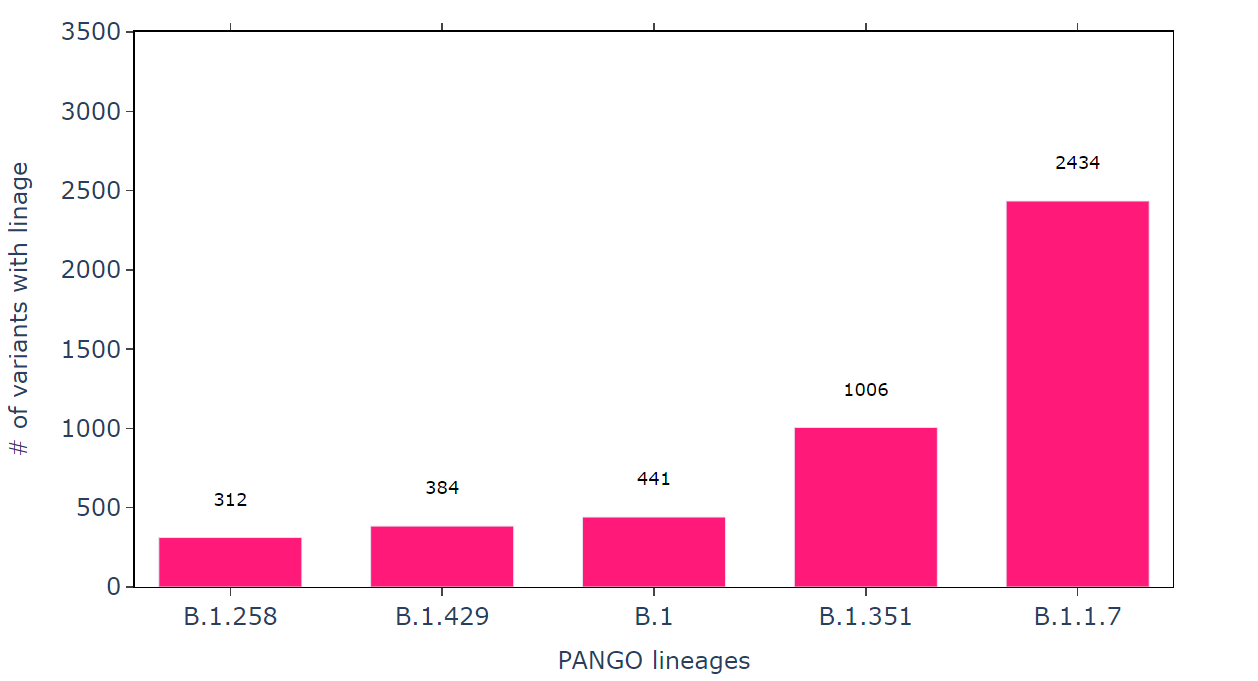 3500
3000
2500
2000
1500
1000
500
0
# of variants with linage
312
384
441
1006
2434
B.1.258
B.1.429
B.1
B.1.351
B.1.1.7
PANGO lineages